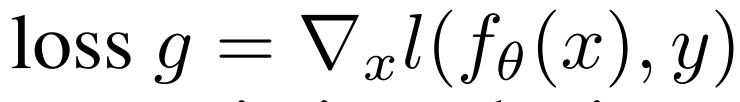 loss g = ∇ₓl(f_θ(x), y)